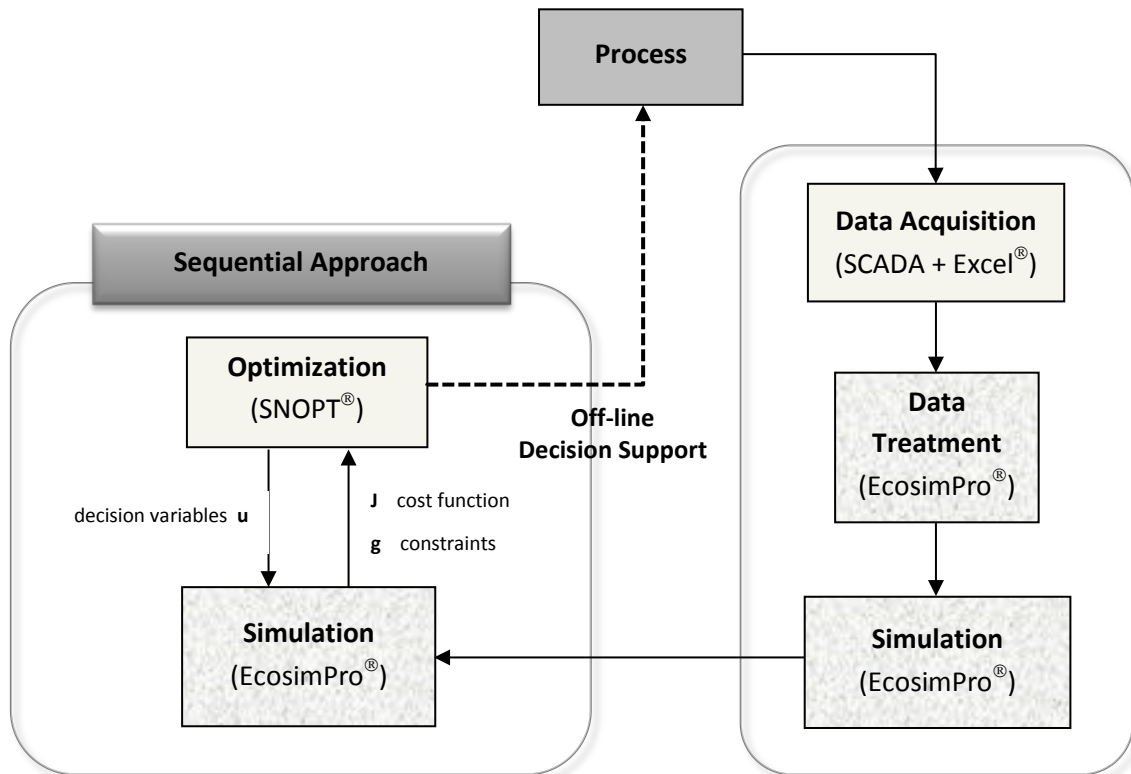 Process
Data Acquisition
(SCADA + Excel®)
Sequential Approach
Optimization
(SNOPT®)
Off-line
Decision Support
Data
Treatment
(EcosimPro®)
decision variables u
J cost function
g constraints
Simulation
(EcosimPro®)
Simulation
(EcosimPro®)